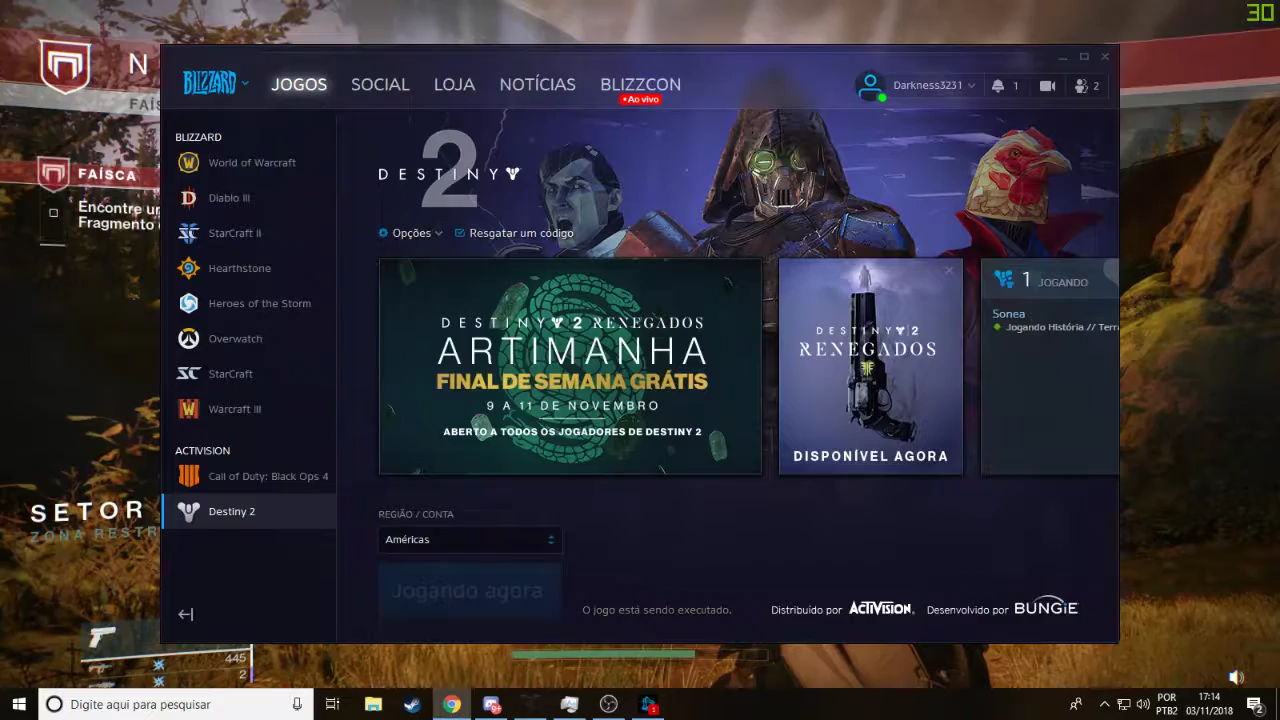 30
N
FAÍS
FAÍSCA
Encontre um
Fragmento
BLIZZARD
JOGOS
SOCIAL
LOJA
NOTÍCIAS
BLIZZCON
Ao vivo
Darkness3231
1
2
BLIZZARD
World of Warcraft
Diablo III
StarCraft II
Hearthstone
Heroes of the Storm
Overwatch
StarCraft
Warcraft III
ACTIVISION
Call of Duty: Black Ops 4
Destiny 2
DESTINY 2
Opções
Resgatar um código
DESTINY 2 RENEGADOS
ARTIMANHA
FINAL DE SEMANA GRÁTIS
9 A 11 DE NOVEMBRO
ABERTO A TODOS OS JOGADORES DE DESTINY 2
DESTINY 2
RENEGADOS
DISPONÍVEL AGORA
1 JOGANDO
Sonea
Jogando História // Terra
REGIÃO / CONTA
Américas
Jogando agora
O jogo está sendo executado.
Distribuído por ACTIVISION.
Desenvolvido por BUNGiE
SETOR
ZONA RESTR
445
2
Digite aqui para pesquisar
POR
PTB2
17:14
03/11/2018
2